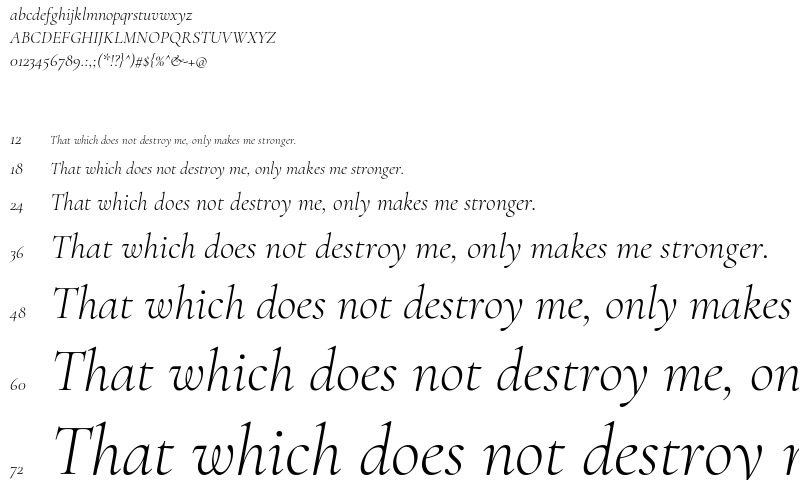 abcdefghijklmnopqrstuvwxyz
ABCDEFGHIJKLMNOPQRSTUVWXYZ
0123456789.:,;(*!?}^)#${%^&-+@
12 That which does not destroy me, only makes me stronger.
18 That which does not destroy me, only makes me stronger.
24 That which does not destroy me, only makes me stronger.
36 That which does not destroy me, only makes me stronger.
48 That which does not destroy me, only makes
60 That which does not destroy me, on
72 That which does not destroy